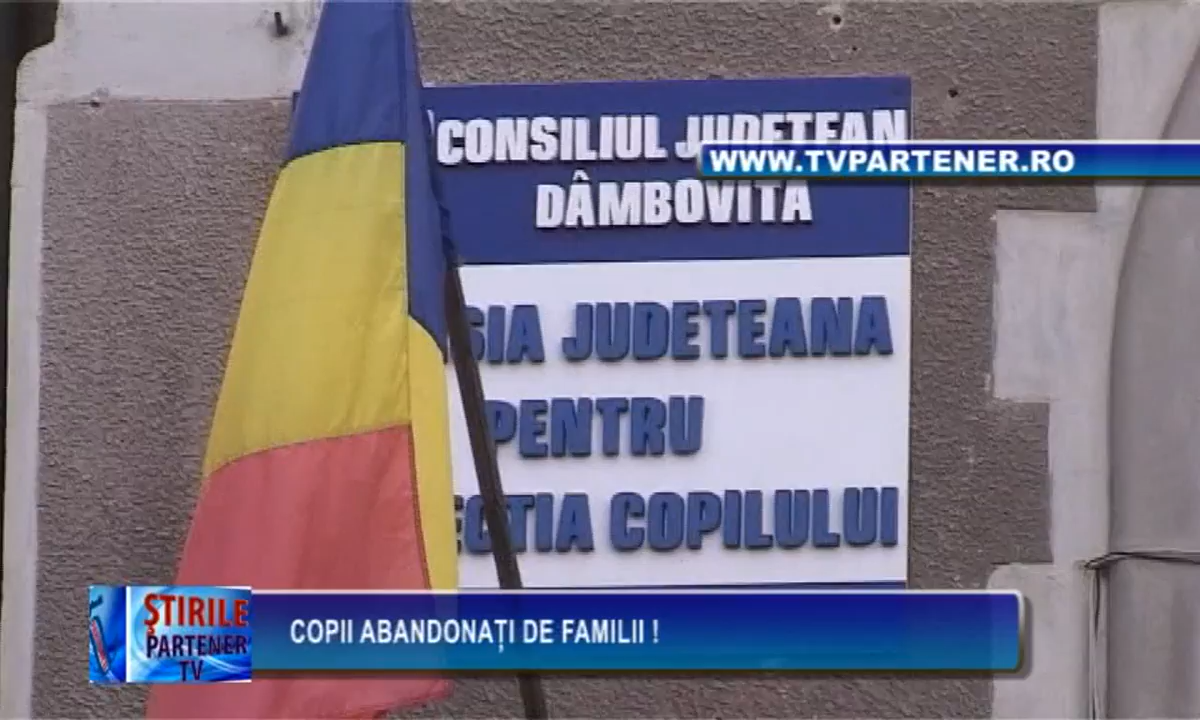 CONSILIUL JUDETEAN
WWW.TVPARTENER.RO
DÂMBOVITA
JUDETEANA
PENTRU
COPILULUI
ȘTIRILE
PARTENER
TV
COPII ABANDONAȚI DE FAMILII !